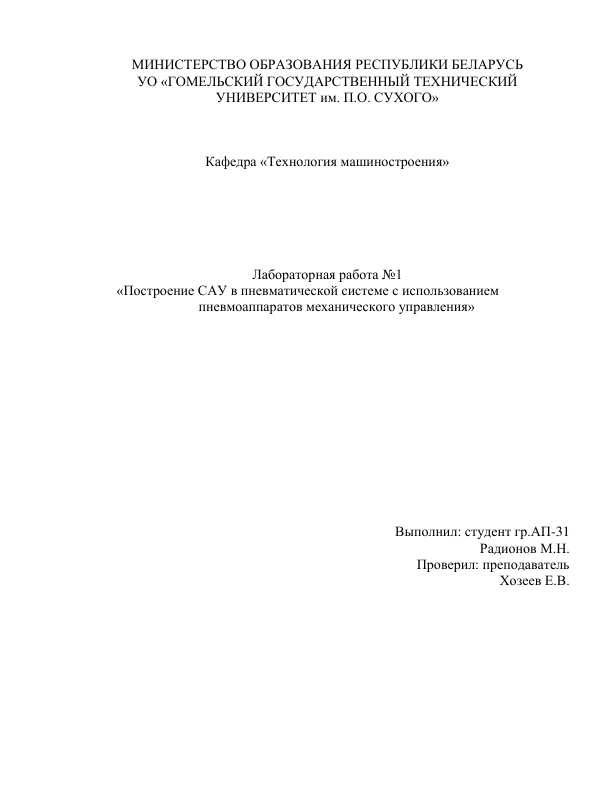 МИНИСТЕРСТВО ОБРАЗОВАНИЯ РЕСПУБЛИКИ БЕЛАРУСЬ
УО «ГОМЕЛЬСКИЙ ГОСУДАРСТВЕННЫЙ ТЕХНИЧЕСКИЙ
УНИВЕРСИТЕТ им. П.О. СУХОГО»
Кафедра «Технология машиностроения»
Лабораторная работа №1
«Построение САУ в пневматической системе с использованием
пневмоаппаратов механического управления»
Выполнил: студент гр.АП-31
Радионов М.Н.
Проверил: преподаватель
Хозеев Е.В.